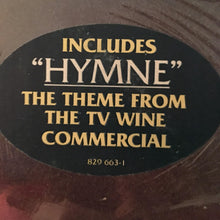 INCLUDES
“HYMNE”
THE THEME FROM
THE TV WINE
COMMERCIAL
829 663-1